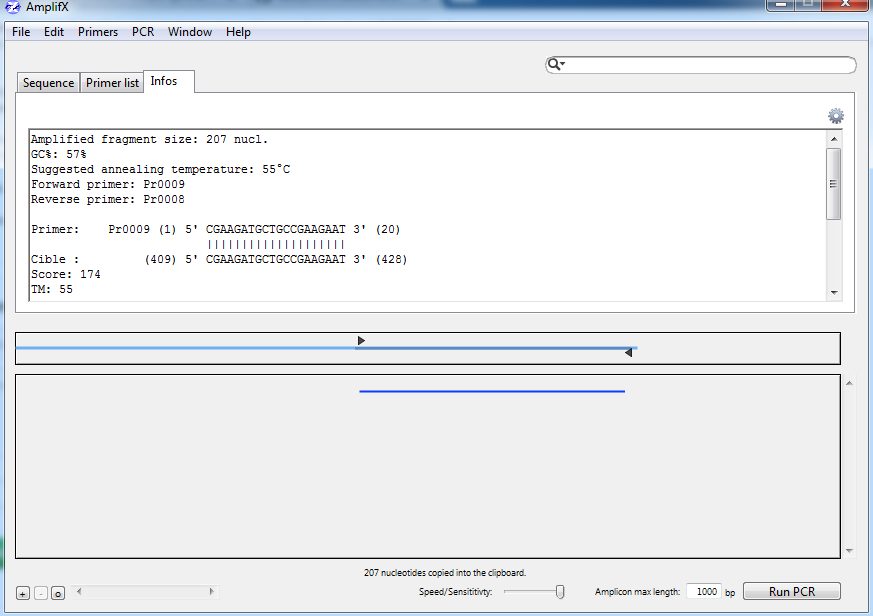 AmplifX
File Edit Primers PCR Window Help
Sequence Primer list Infos
Amplified fragment size: 207 nucl.
GC%: 57%
Suggested annealing temperature: 55°C
Forward primer: Pr0009
Reverse primer: Pr0008
Primer: Pr0009 (1) 5' CGAAGATGCTGCCGAAGAAT 3' (20)
||||||||||||||||||||
Cible : (409) 5' CGAAGATGCTGCCGAAGAAT 3' (428)
Score: 174
TM: 55
207 nucleotides copied into the clipboard.
+ - o Speed/Sensititivty: Amplicon max length: 1000 bp Run PCR